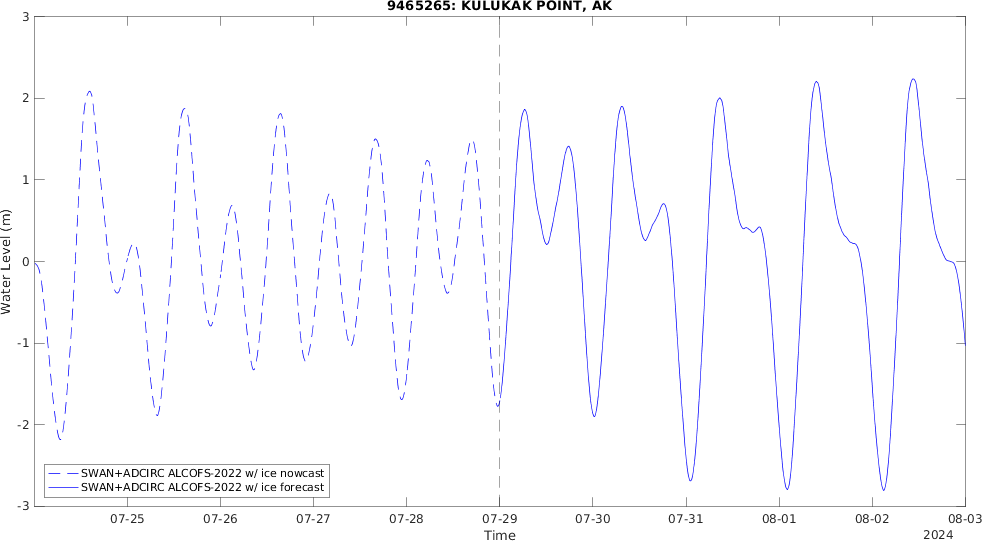 9465265: KULUKAK POINT, AK
3
2
1
0
-1
-2
-3
Water Level (m)
SWAN+ADCIRC ALCOFS-2022 w/ ice nowcast
SWAN+ADCIRC ALCOFS-2022 w/ ice forecast
07-25 07-26 07-27 07-28 07-29 07-30 07-31 08-01 08-02 08-03
Time
2024